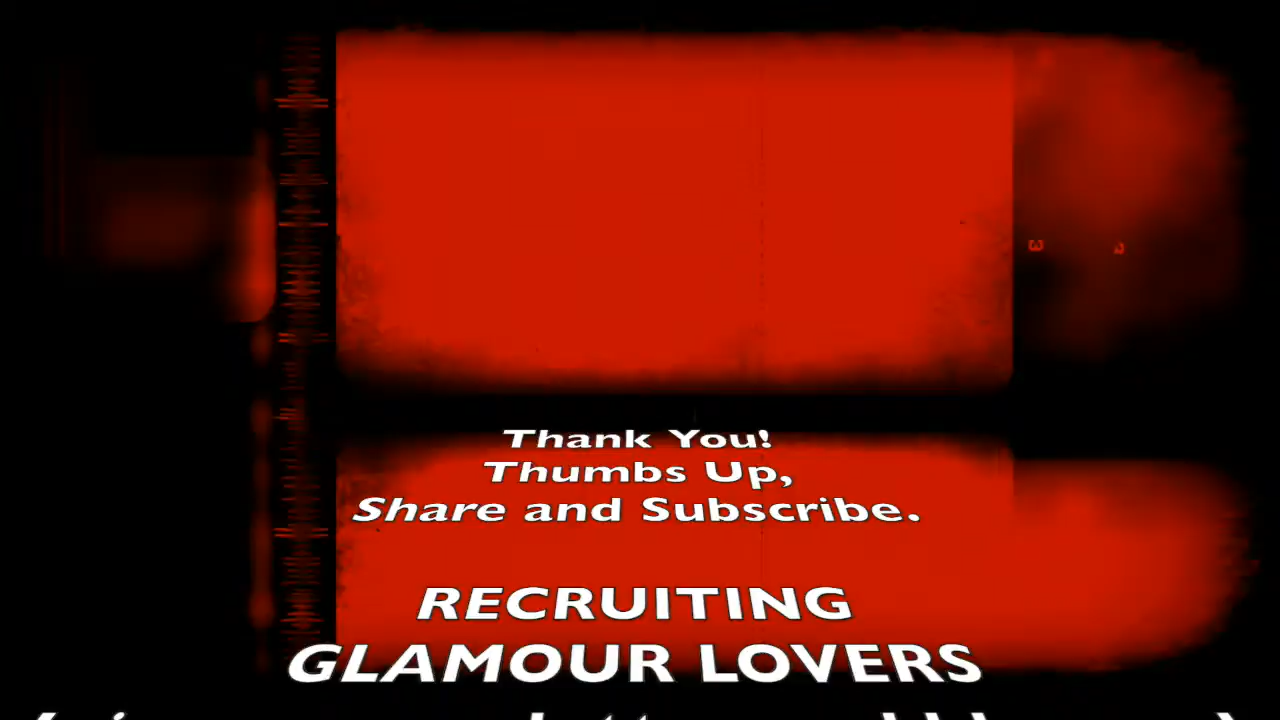 Thank You!
Thumbs Up,
Share and Subscribe.
RECRUITING
GLAMOUR LOVERS